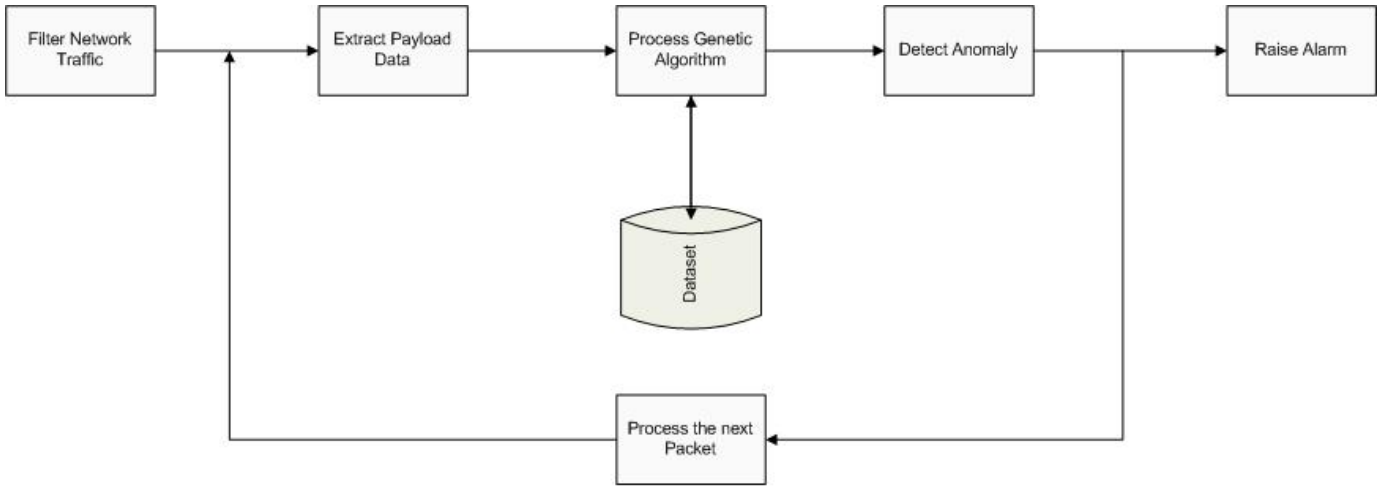 Filter Network
Traffic
Extract Payload
Data
Process Genetic
Algorithm
Detect Anomaly
Raise Alarm
Dataset
Process the next
Packet